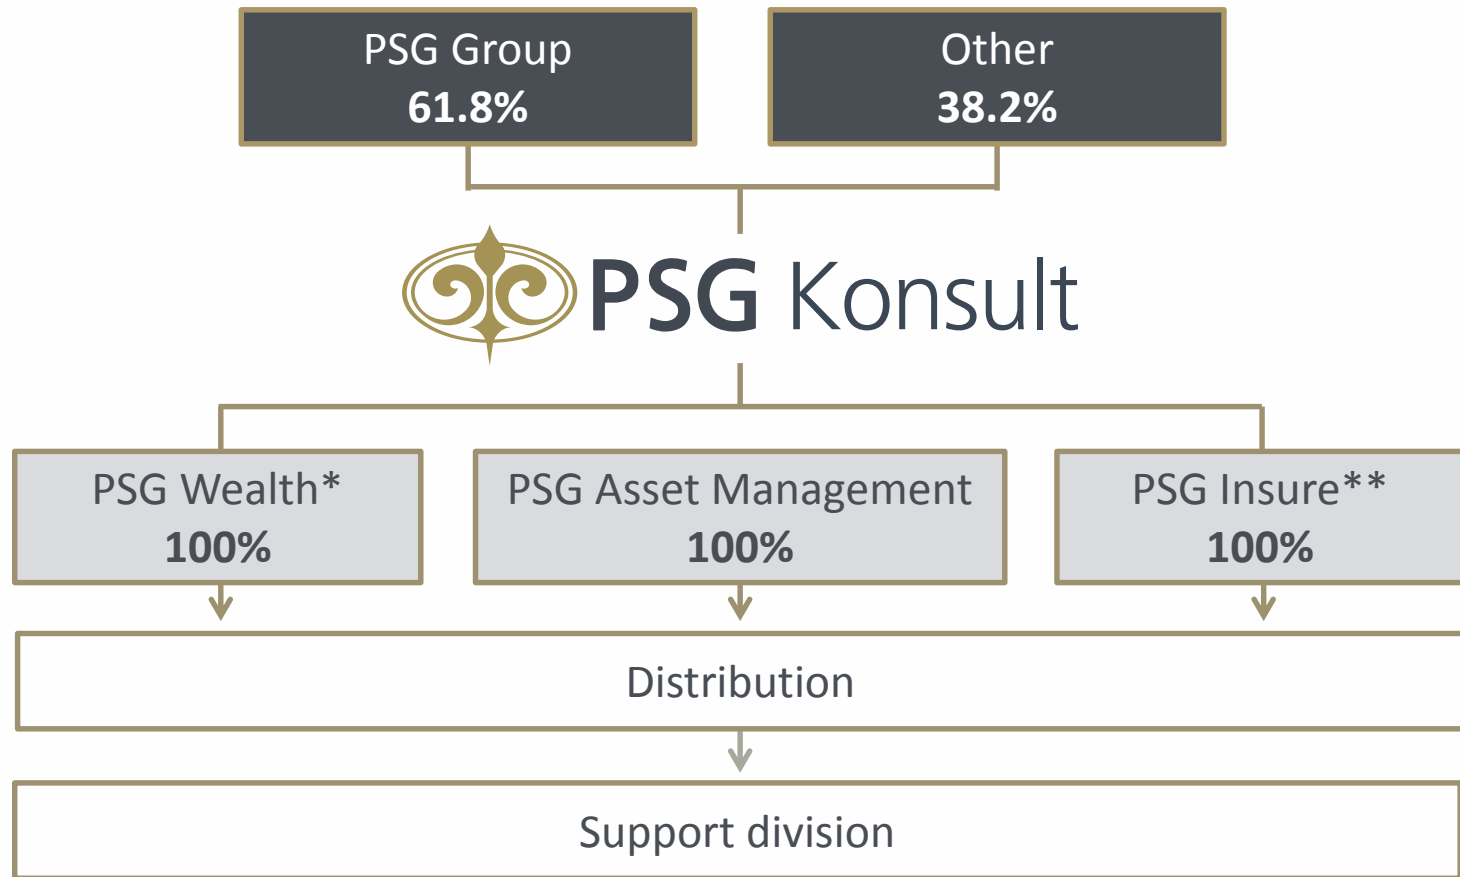 PSG Group
61.8%
Other
38.2%
PSG Konsult
PSG Wealth*
100%
PSG Asset Management
100%
PSG Insure**
100%
Distribution
Support division